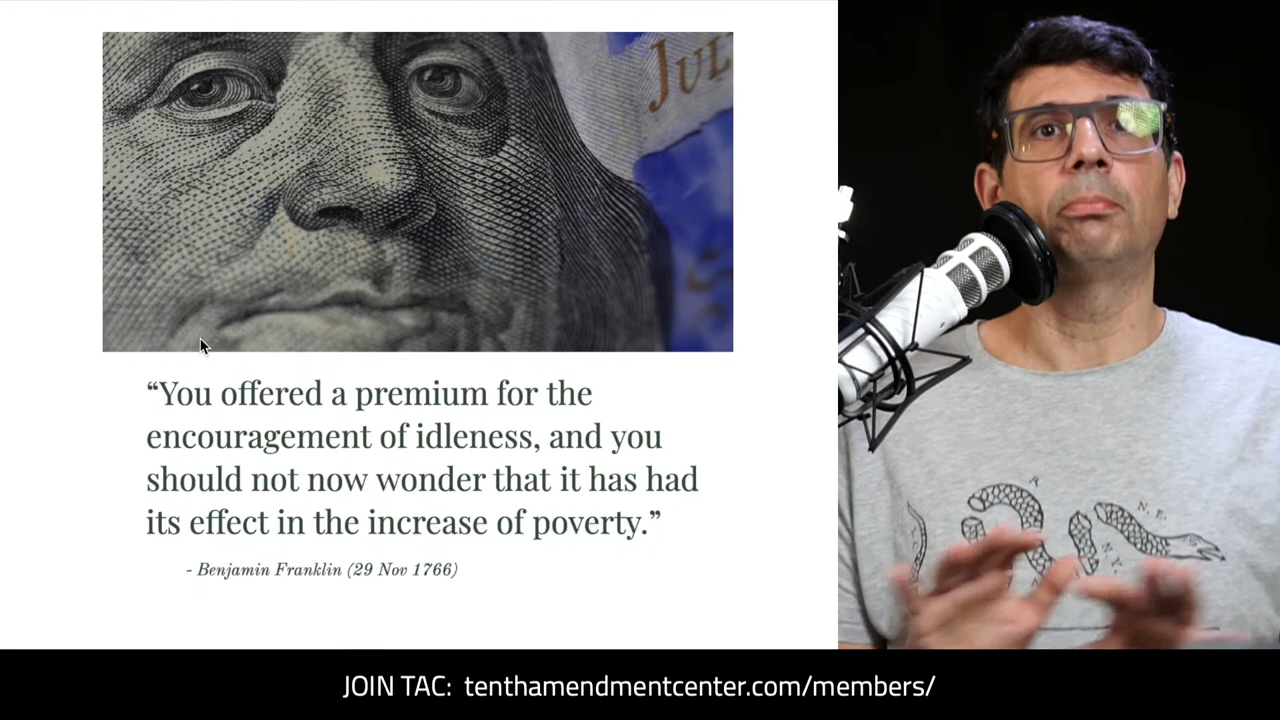 JUL
“You offered a premium for the
encouragement of idleness, and you
should not now wonder that it has had
its effect in the increase of poverty.”
- Benjamin Franklin (29 Nov 1766)
R
N. E.
N. Y.
JOIN TAC: tenthamendmentcenter.com/members/